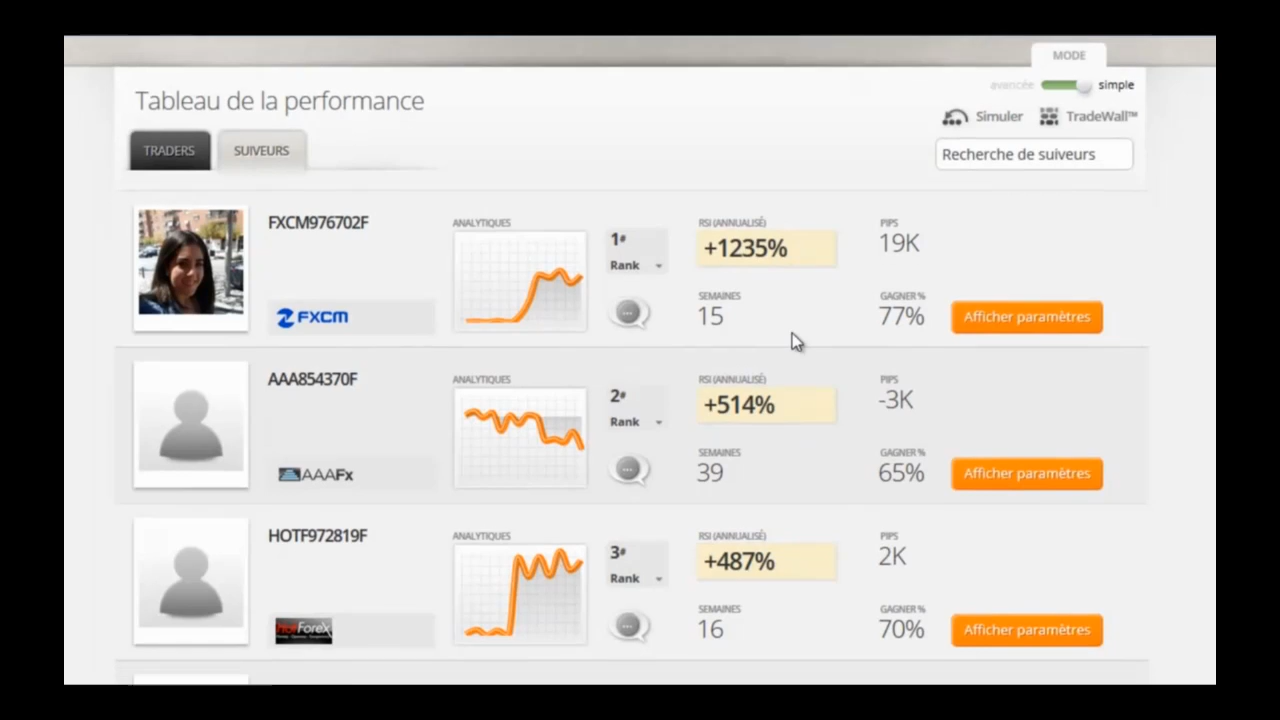 MODE
avancée simple
Tableau de la performance
Simuler TradeWall™
TRADERS SUIVEURS
Recherche de suiveurs
FXCM976702F
ANALYTIQUES
1#
Rank
RSI (ANNUALISÉ)
+1235%
PIPS
19K
FXCM
SEMAINES
15
GAGNER %
77%
Afficher paramètres
AAA854370F
ANALYTIQUES
2#
Rank
RSI (ANNUALISÉ)
+514%
PIPS
-3K
AAAFx
SEMAINES
39
GAGNER %
65%
Afficher paramètres
HOTF972819F
ANALYTIQUES
3#
Rank
RSI (ANNUALISÉ)
+487%
PIPS
2K
HotForex
SEMAINES
16
GAGNER %
70%
Afficher paramètres